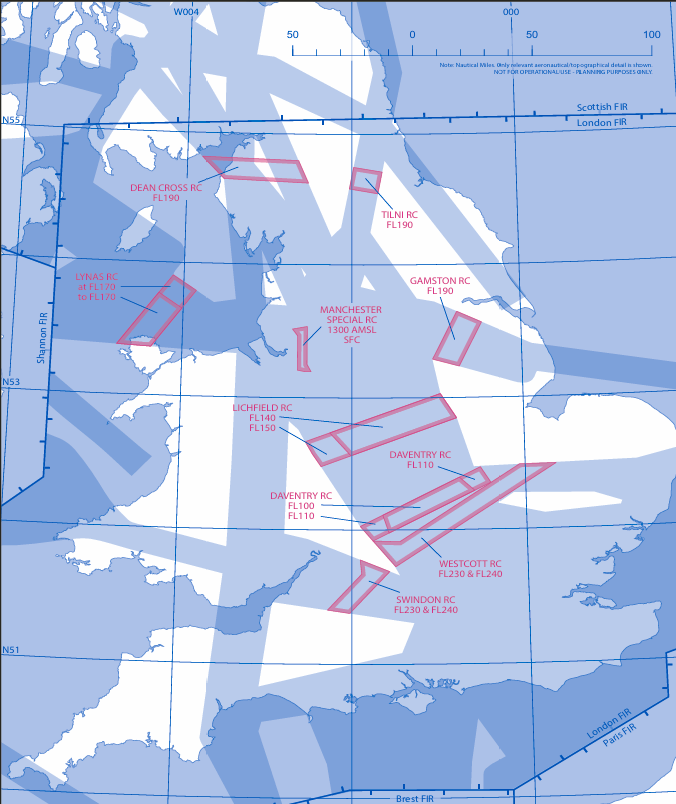 W004
000
50
0
50
100
Note: Nautical Miles. Only relevant aeronautical/topographical detail is shown.
NOT FOR OPERATIONAL USE - PLANNING PURPOSES ONLY.
Scottish FIR
N55
London FIR
DEAN CROSS RC
FL190
TILNI RC
FL190
LYNAS RC
at FL170
to FL170
GAMSTON RC
FL190
MANCHESTER
SPECIAL RC
1300 AMSL
SFC
Shannon FIR
N53
LICHFIELD RC
FL140
FL150
DAVENTRY RC
FL110
DAVENTRY RC
FL100
FL110
WESTCOTT RC
FL230 & FL240
SWINDON RC
FL230 & FL240
N51
London FIR
Paris FIR
Brest FIR